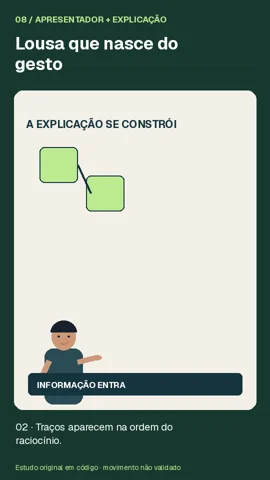 08 / APRESENTADOR + EXPLICAÇÃO
Lousa que nasce do
gesto
A EXPLICAÇÃO SE CONSTRÓI
INFORMAÇÃO ENTRA
02 · Traços aparecem na ordem do
raciocínio.
Estudo original em código · movimento não validado